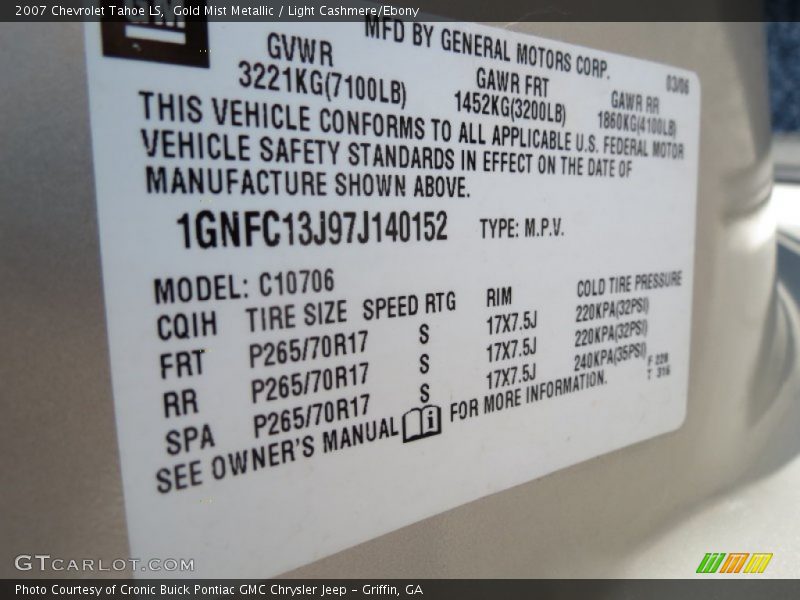 2007 Chevrolet Tahoe LS,  Gold Mist Metallic / Light Cashmere/Ebony
GM
MFD BY GENERAL MOTORS CORP.
03/06
GVWR GAWR FRT GAWR RR
3221KG(7100LB) 1452KG(3200LB) 1860KG(4100LB)
THIS VEHICLE CONFORMS TO ALL APPLICABLE U.S. FEDERAL MOTOR
VEHICLE SAFETY STANDARDS IN EFFECT ON THE DATE OF
MANUFACTURE SHOWN ABOVE.
1GNFC13J97J140152 TYPE: M.P.V.
MODEL: C10706
CQIH TIRE SIZE SPEED RTG RIM COLD TIRE PRESSURE
FRT P265/70R17 S 17X7.5J 220KPA(32PSI)
RR P265/70R17 S 17X7.5J 220KPA(32PSI)
SPA P265/70R17 S 17X7.5J 240KPA(35PSI)
F 228
T 316
SEE OWNER'S MANUAL FOR MORE INFORMATION.
GTCARLOT.COM
Photo Courtesy of Cronic Buick Pontiac GMC Chrysler Jeep - Griffin, GA